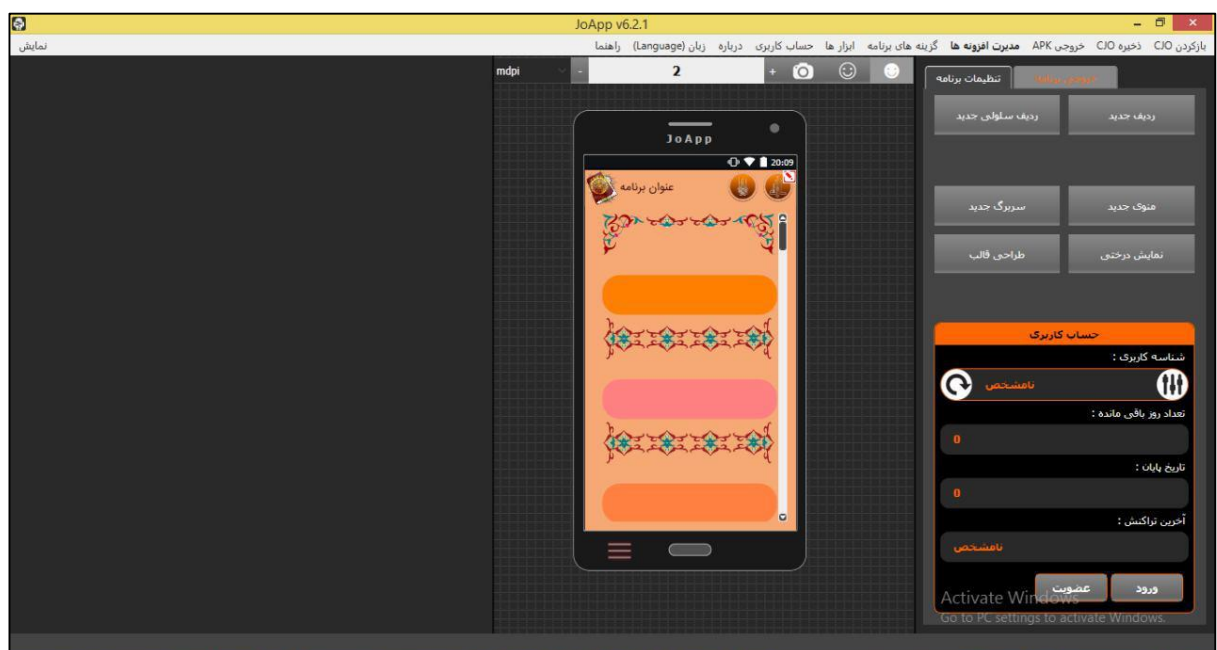 JoApp v6.2.1
بازکردن CJO ذخیره CJO خروجی APK مدیرت افزونه ها گزینه های برنامه ابزار ها حساب کاربری درباره زبان (Language) راهنما نمایش
mdpi - 2 +
تنظیمات برنامه
ردیف جدید ردیف سلولی جدید
JoApp
20:09
عنوان برنامه
منوی جدید سربرگ جدید
نمایش درختی طراحی قالب
حساب کاربری
شناسه کاربری :
نامشخص
تعداد روز باقی مانده :
0
تاریخ پایان :
0
آخرین تراکنش :
نامشخص
ورود عضویت
Activate Windows
Go to PC settings to activate Windows.